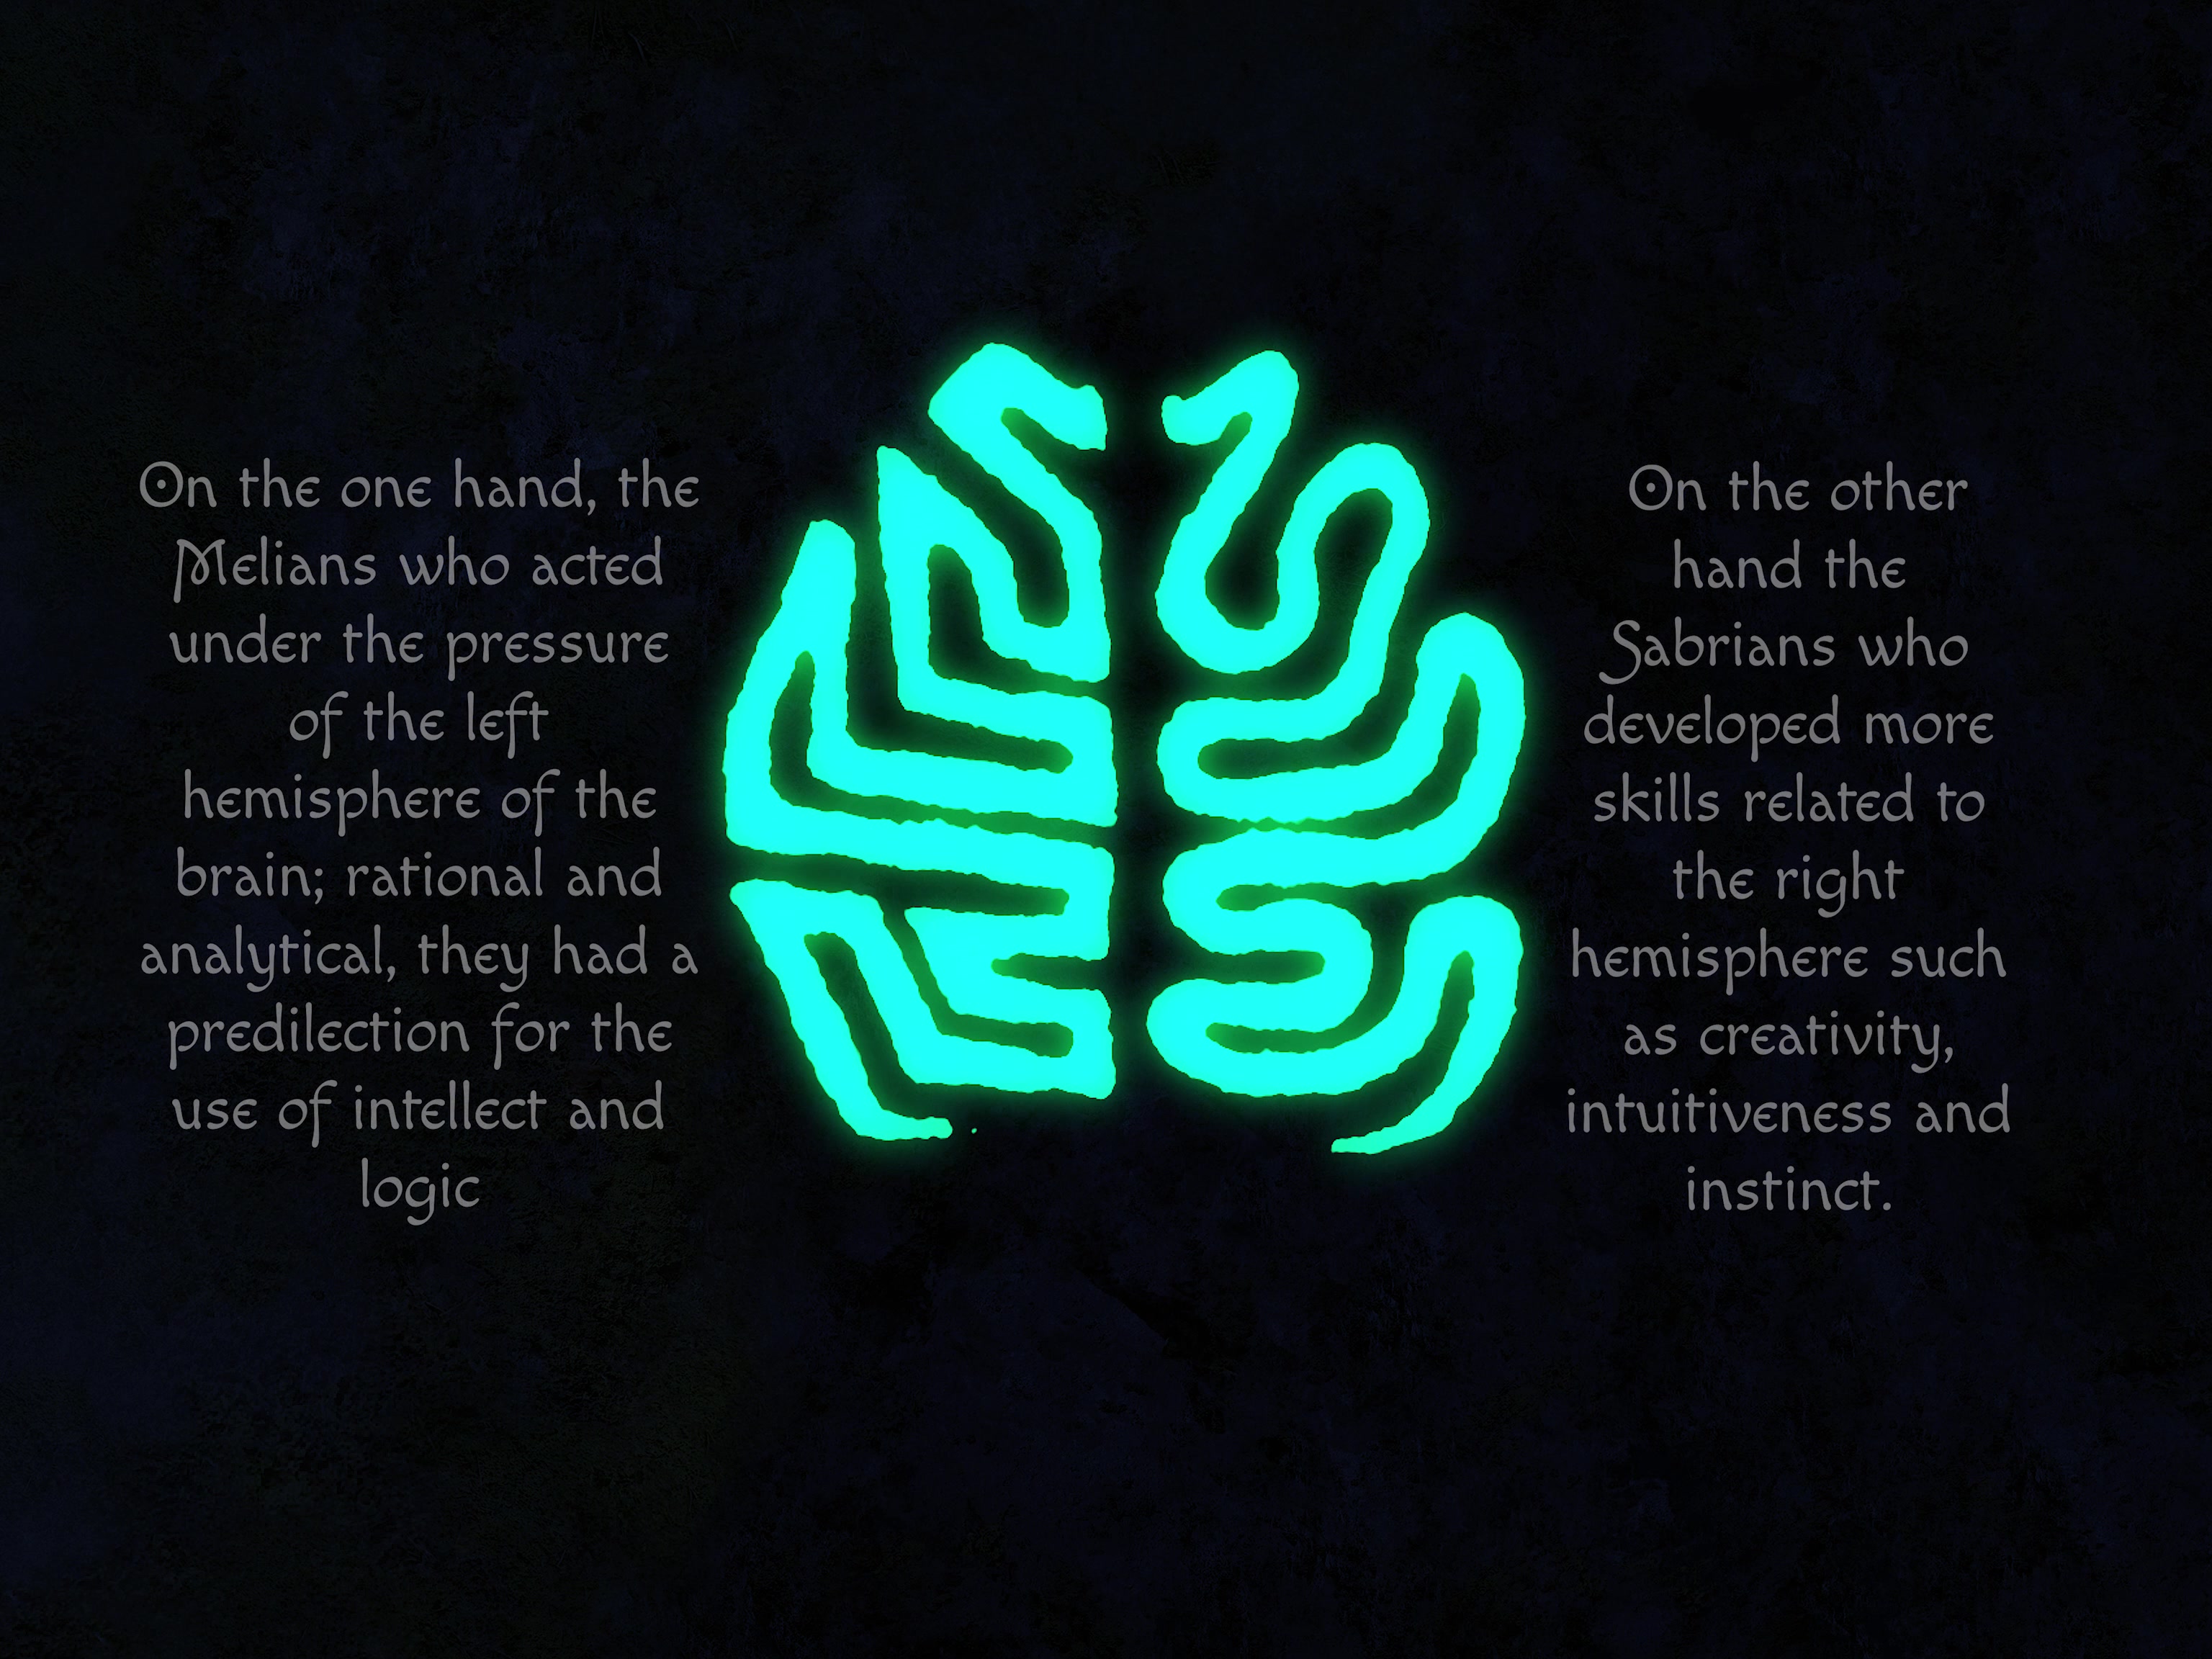 On the one hand, the
Melians who acted
under the pressure
of the left
hemisphere of the
brain; rational and
analytical, they had a
predilection for the
use of intellect and
logic
On the other
hand the
Sabrians who
developed more
skills related to
the right
hemisphere such
as creativity,
intuitiveness and
instinct.